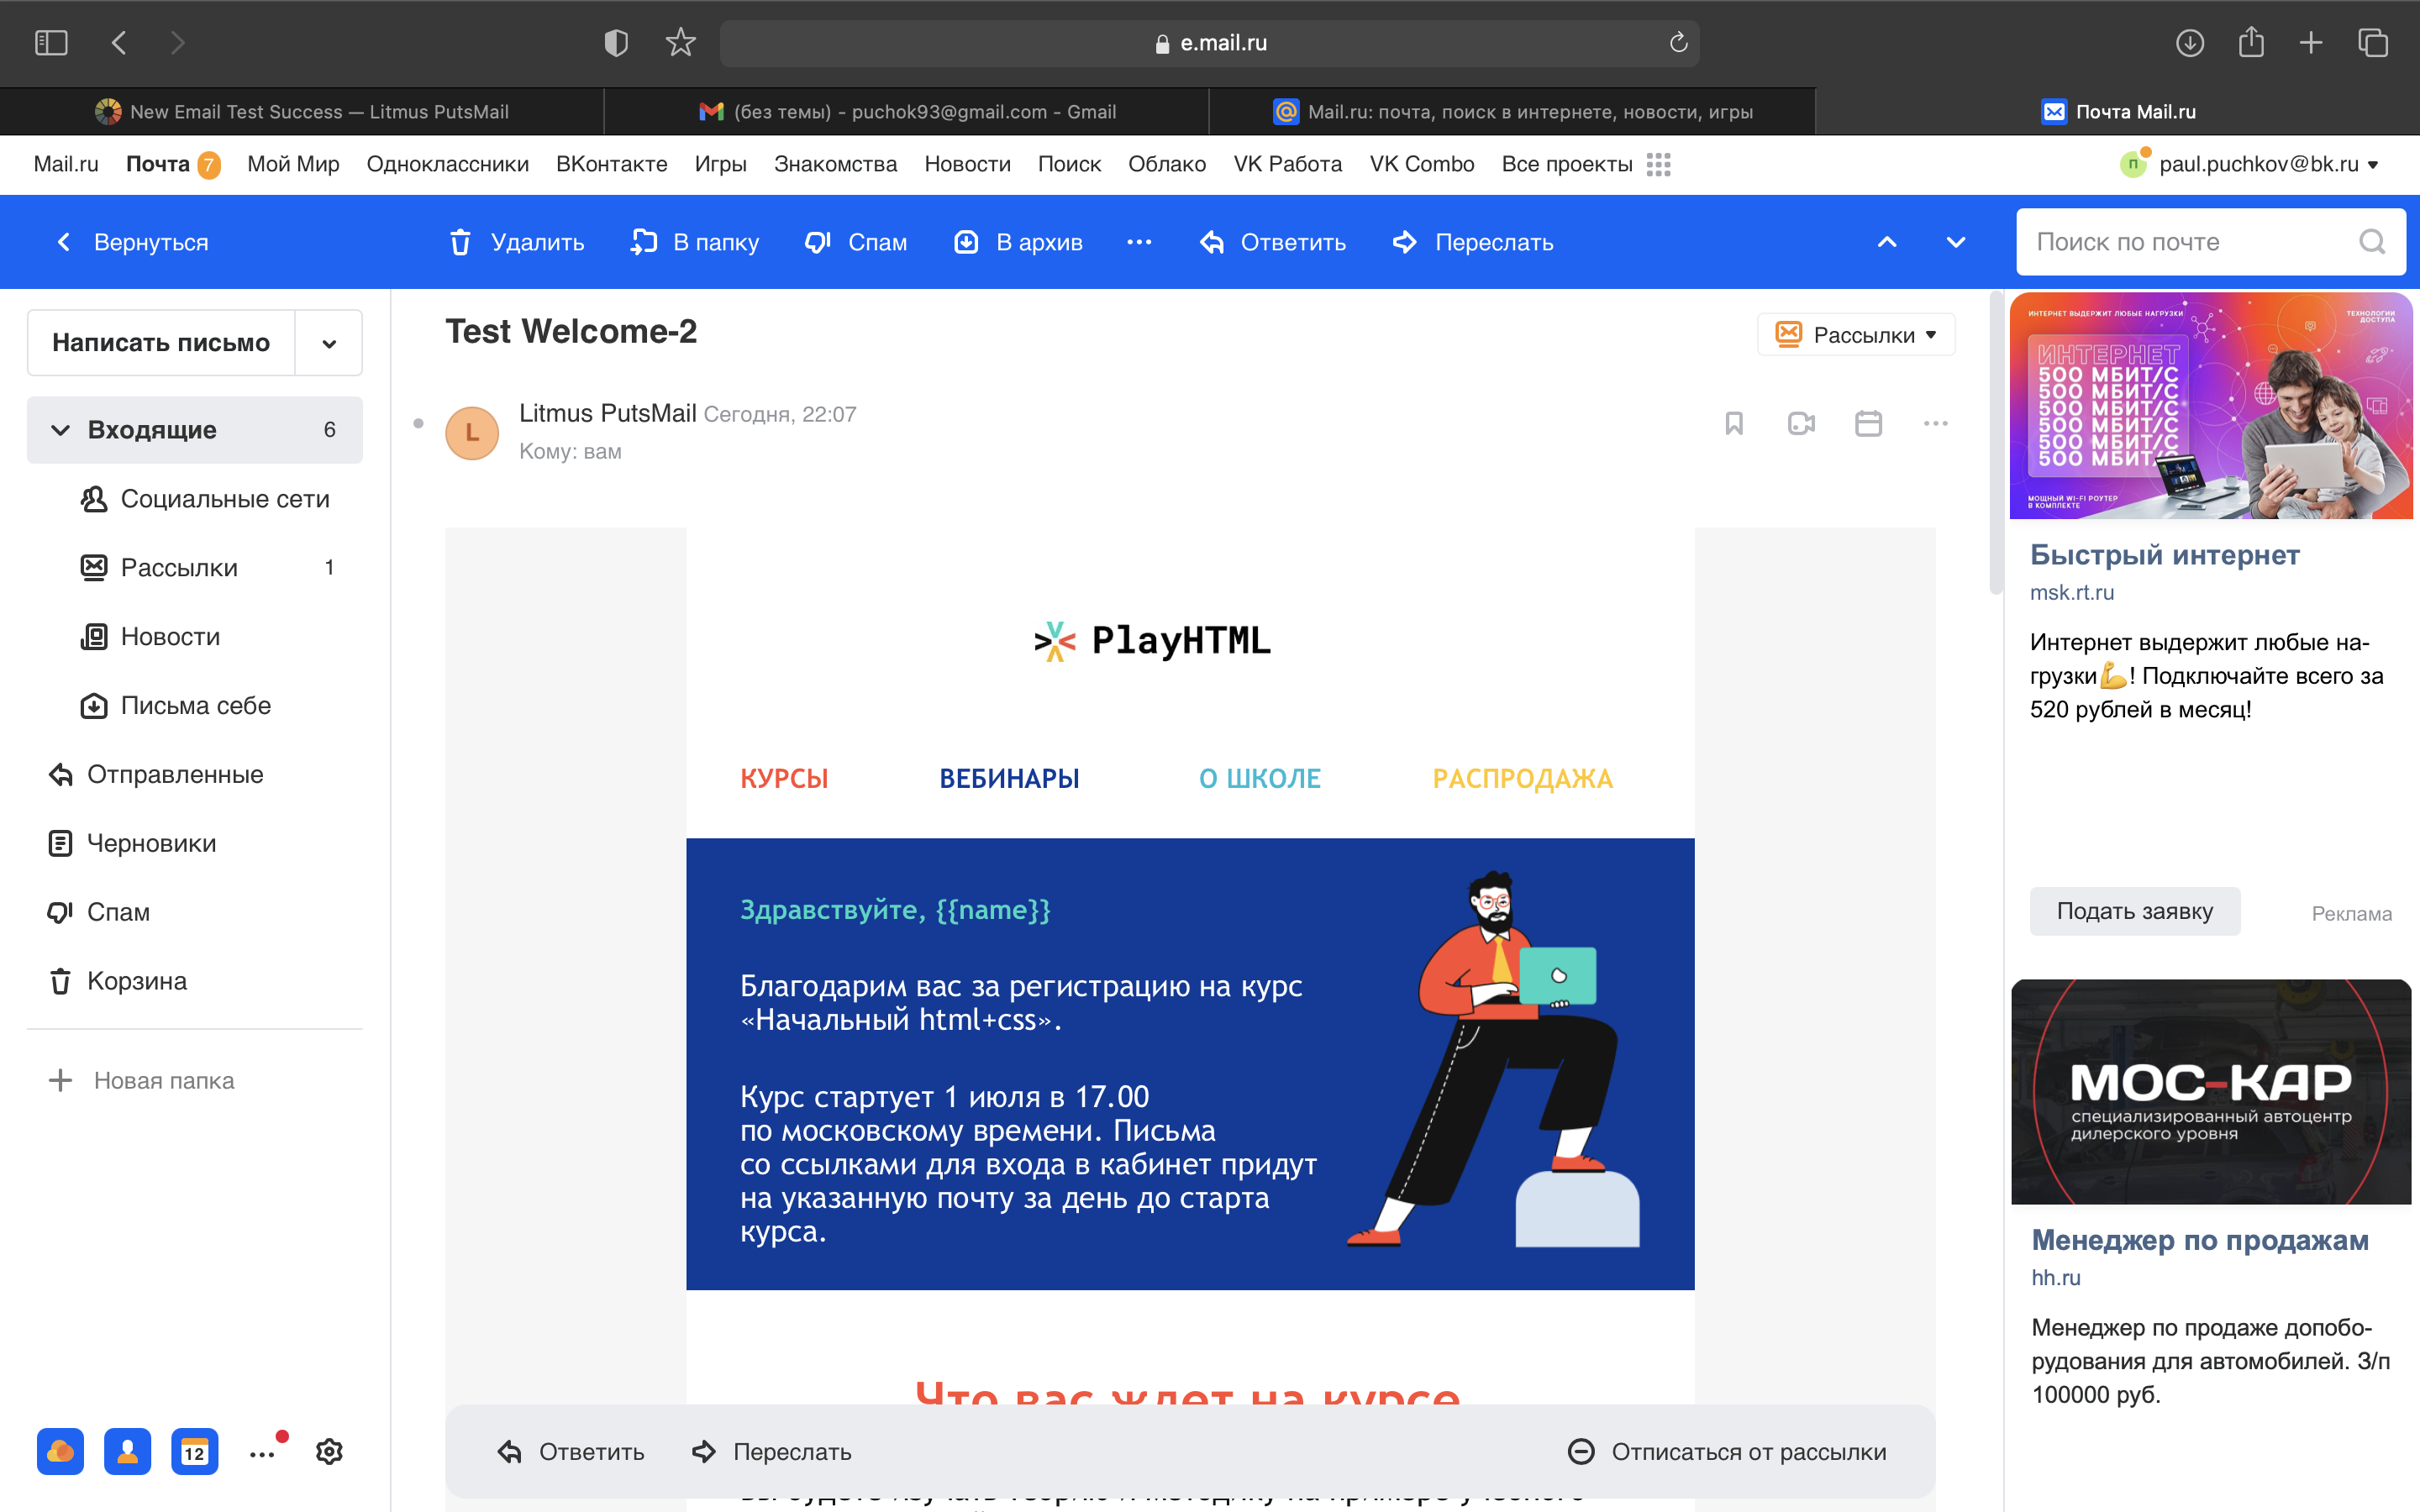 e.mail.ru
New Email Test Success — Litmus PutsMail
(без темы) - puchok93@gmail.com - Gmail
Mail.ru: почта, поиск в интернете, новости, игры
Почта Mail.ru
Mail.ru Почта 7 Мой Мир Одноклассники ВКонтакте Игры Знакомства Новости Поиск Облако VK Работа VK Combo Все проекты
П paul.puchkov@bk.ru
Вернуться
Удалить В папку Спам В архив Ответить Переслать
Поиск по почте
Написать письмо
Входящие 6
Социальные сети
Рассылки 1
Новости
Письма себе
Отправленные
Черновики
Спам
Корзина
Новая папка
12
Test Welcome-2
Рассылки
L
Litmus PutsMail Сегодня, 22:07
Кому: вам
PlayHTML
КУРСЫ ВЕБИНАРЫ О ШКОЛЕ РАСПРОДАЖА
Здравствуйте, {{name}}
Благодарим вас за регистрацию на курс
«Начальный html+css».
Курс стартует 1 июля в 17.00
по московскому времени. Письма
со ссылками для входа в кабинет придут
на указанную почту за день до старта
курса.
Что вас ждет на курсе
Ответить Переслать Отписаться от рассылки
ИНТЕРНЕТ ВЫДЕРЖИТ ЛЮБЫЕ НАГРУЗКИ
ТЕХНОЛОГИИ
ДОСТУПА
ИНТЕРНЕТ
500 МБИТ/С
500 МБИТ/С
500 МБИТ/С
500 МБИТ/С
500 МБИТ/С
500 МБИТ/С
МОЩНЫЙ WI-FI РОУТЕР
В КОМПЛЕКТЕ
Быстрый интернет
msk.rt.ru
Интернет выдержит любые на-
грузки💪! Подключайте всего за
520 рублей в месяц!
Подать заявку
Реклама
МОС-КАР
специализированный автоцентр
дилерского уровня
Менеджер по продажам
hh.ru
Менеджер по продаже допобо-
рудования для автомобилей. З/п
100000 руб.